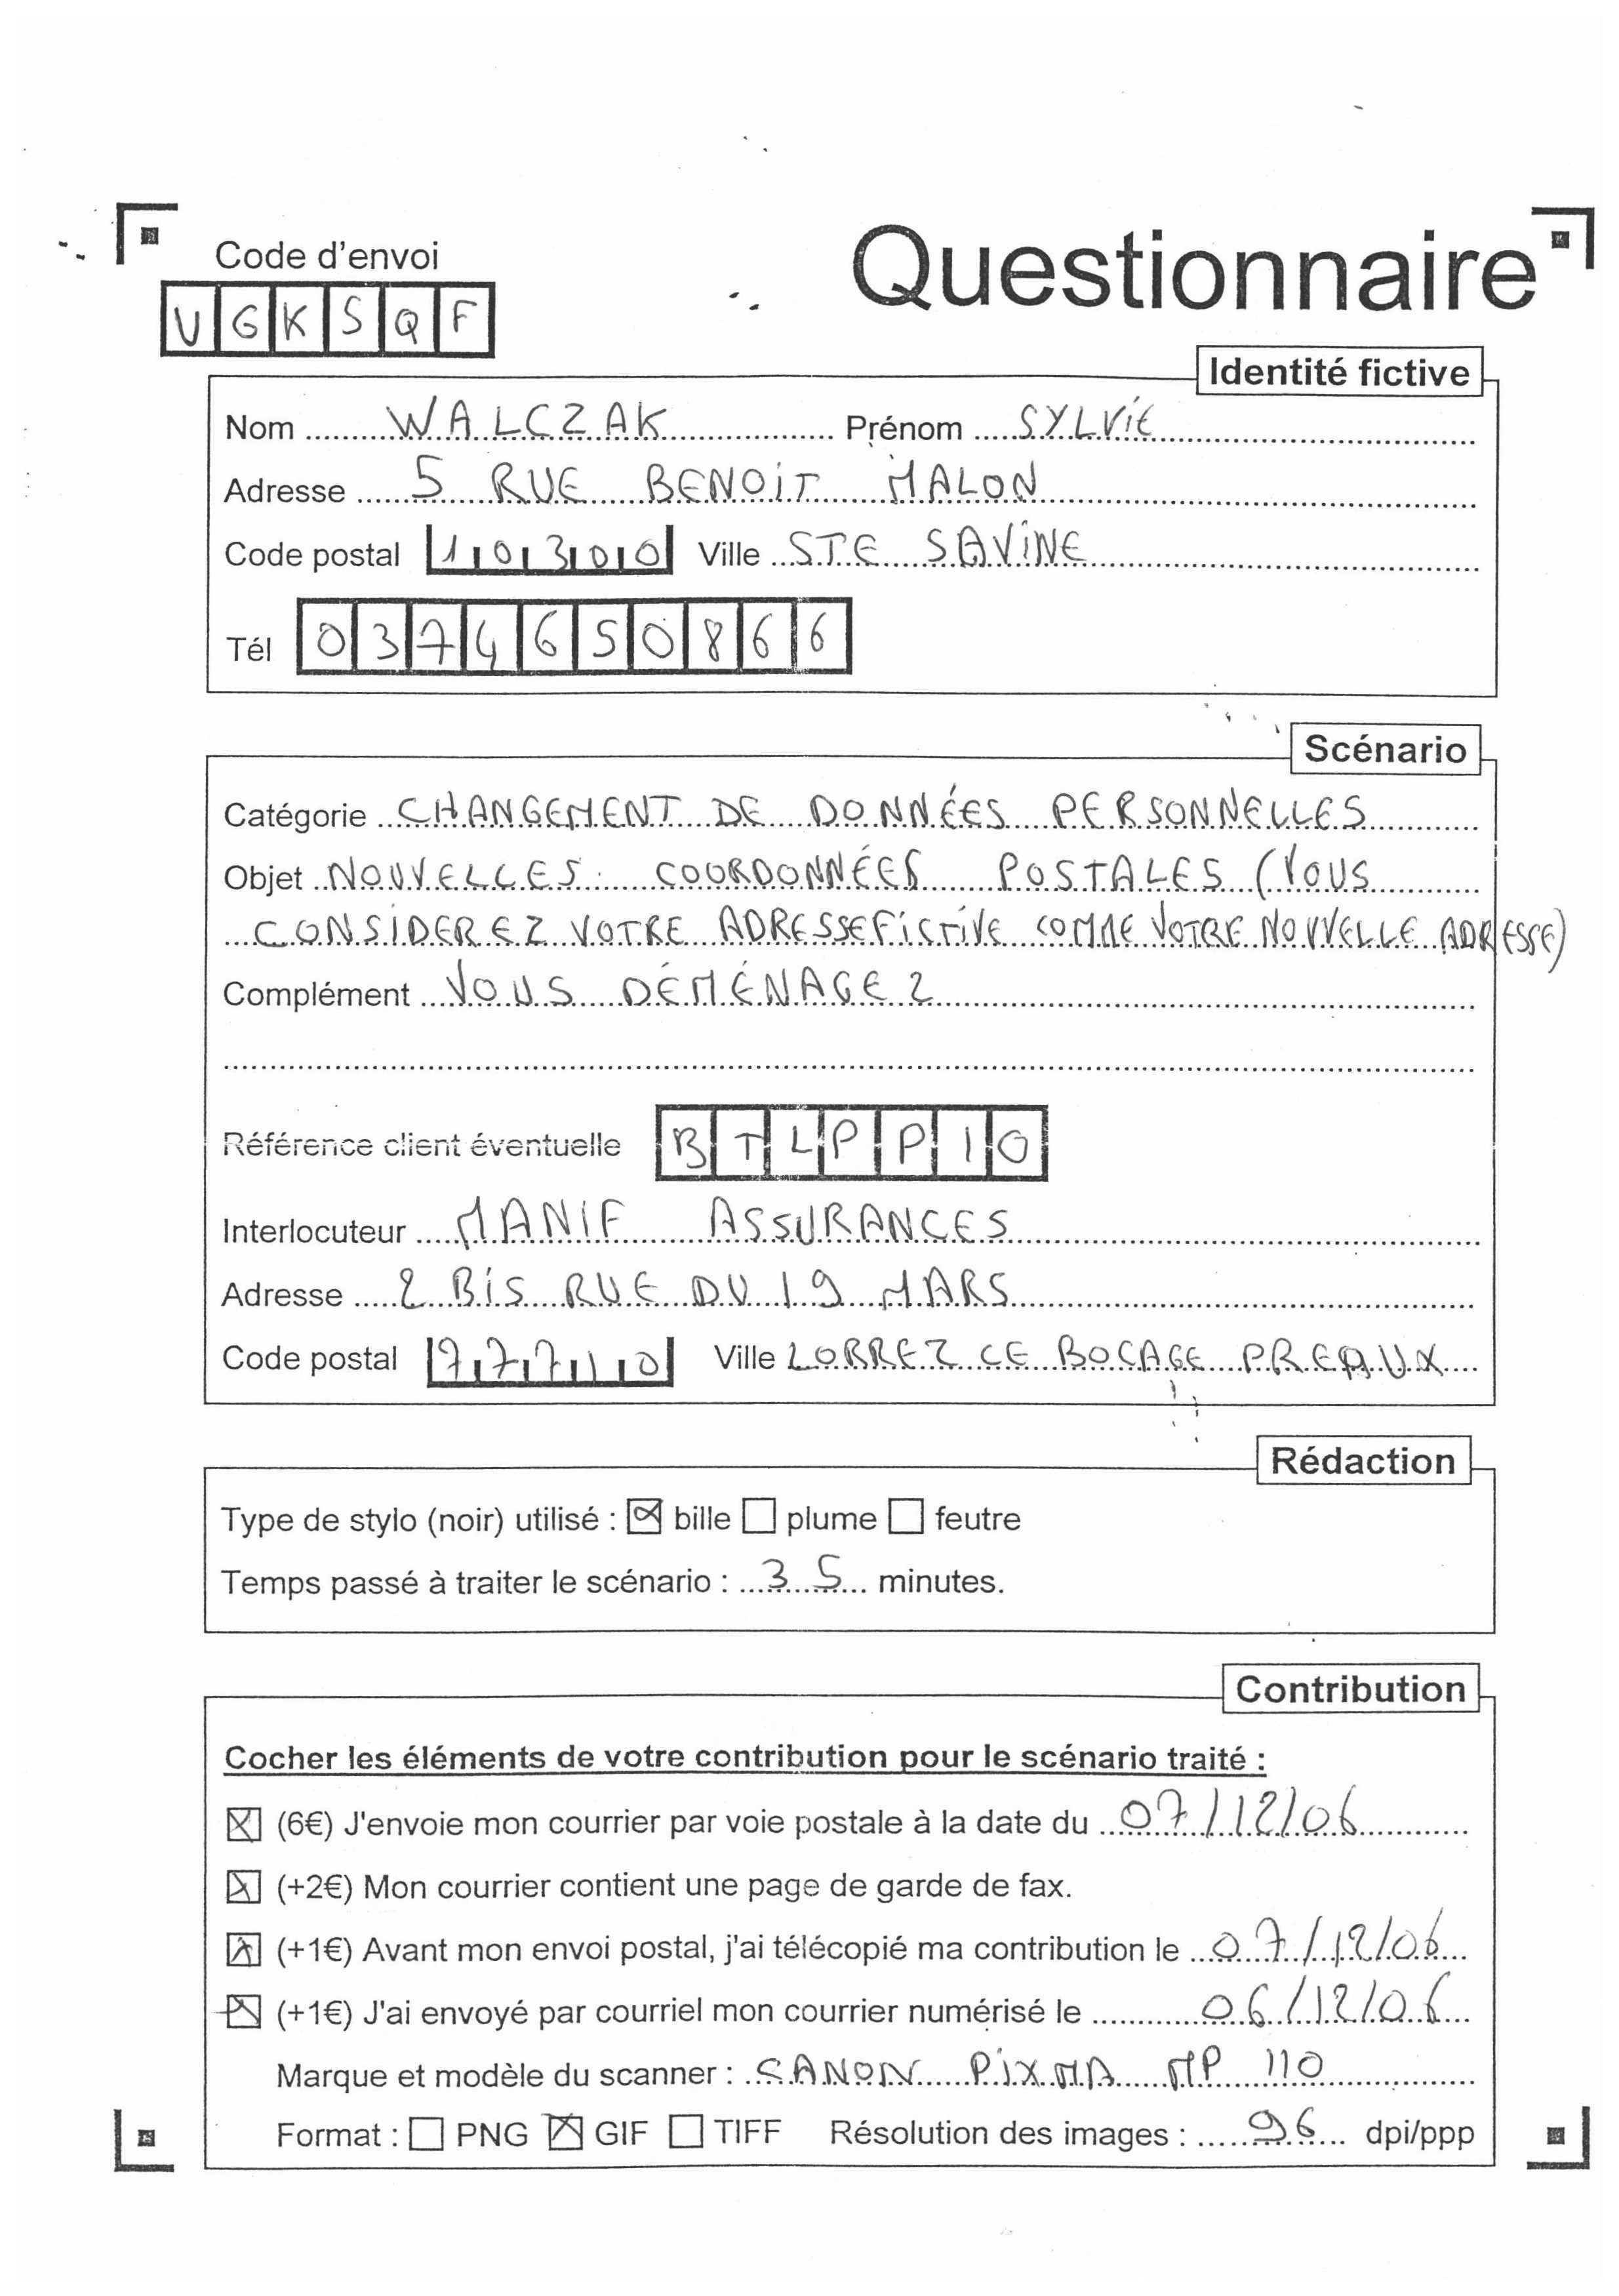 Code d'envoi
Questionnaire
UGKSQF
Identité fictive
Nom WALCZAK Prénom SYLViE
Adresse 5 RUE BENOiT MALON
Code postal 10300 Ville STE SAViNE
Tél 0374650866
Scénario
Catégorie CHANGEMENT DE DONNÉES PERSONNELLES
Objet NOUVELLES COORDONNÉES POSTALES (VOUS
CONSiDEREZ VOTRE ADRESSE FiCTiVE COMME VOTRE NOUVELLE ADRESSE)
Complément VOUS DÉMÉNAGEZ
Référence client éventuelle BTLPP10
Interlocuteur MANiF ASSURANCES
Adresse 2 BiS RUE DU 19 MARS
Code postal 77710 Ville LORREZ LE BOCAGE PREAUX
Rédaction
Type de stylo (noir) utilisé : bille plume feutre
Temps passé à traiter le scénario : 35 minutes.
Contribution
Cocher les éléments de votre contribution pour le scénario traité :
(6€) J'envoie mon courrier par voie postale à la date du 07/12/06
(+2€) Mon courrier contient une page de garde de fax.
(+1€) Avant mon envoi postal, j'ai télécopié ma contribution le 07/12/06
(+1€) J'ai envoyé par courriel mon courrier numérisé le 06/12/06
Marque et modèle du scanner : CANON PiXMA MP 110
Format : PNG GIF TIFF Résolution des images : 96 dpi/ppp